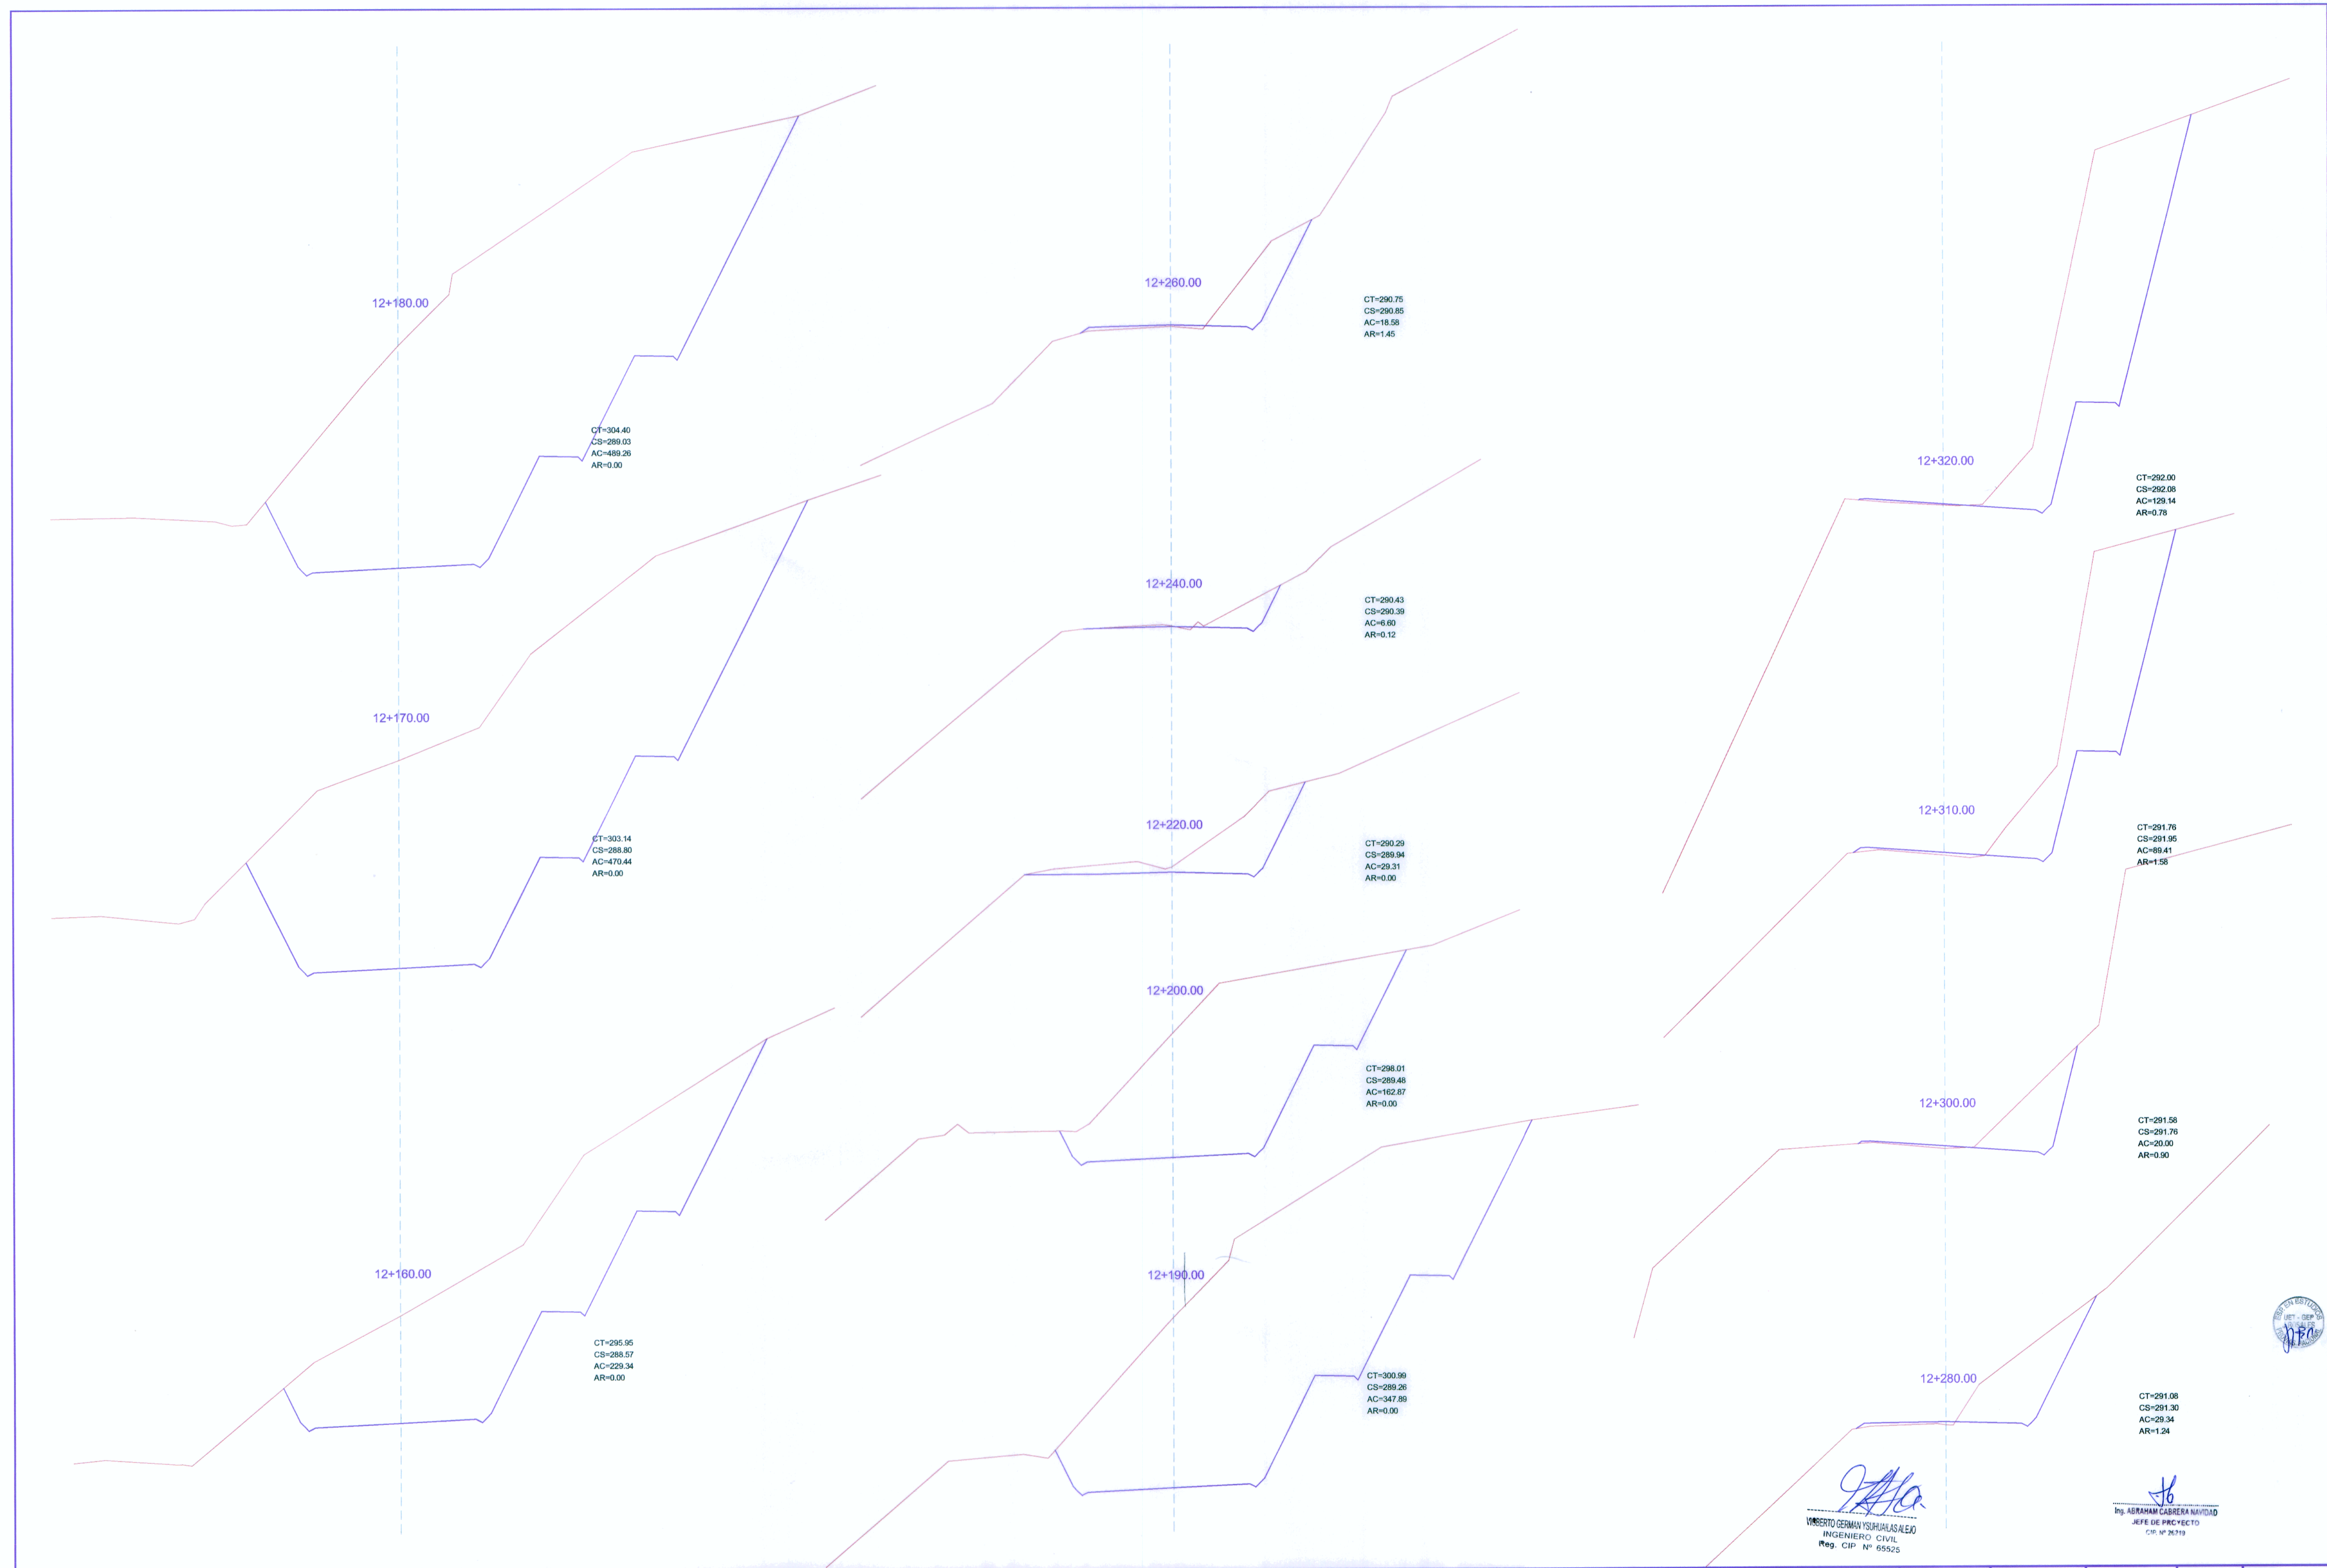 12+180.00
CT=304.40
CS=289.03
AC=489.26
AR=0.00
12+170.00
CT=303.14
CS=288.80
AC=470.44
AR=0.00
12+160.00
CT=295.95
CS=288.57
AC=229.34
AR=0.00
12+260.00
CT=290.75
CS=290.85
AC=18.58
AR=1.45
12+240.00
CT=290.43
CS=290.39
AC=6.60
AR=0.12
12+220.00
CT=290.29
CS=289.94
AC=29.31
AR=0.00
12+200.00
CT=298.01
CS=289.48
AC=162.87
AR=0.00
12+190.00
CT=300.99
CS=289.26
AC=347.89
AR=0.00
12+320.00
CT=292.00
CS=292.08
AC=129.14
AR=0.78
12+310.00
CT=291.76
CS=291.95
AC=89.41
AR=1.58
12+300.00
CT=291.58
CS=291.76
AC=20.00
AR=0.90
12+280.00
CT=291.08
CS=291.30
AC=29.34
AR=1.24
GERMAN
INGENIERO CIVIL
Reg. CIP Nº 65525
Ing. ABRAHAM CABRERA NAVIDAD
JEFE DE PROYECTO
CIP. Nº 26719
EN ESTUDIOS